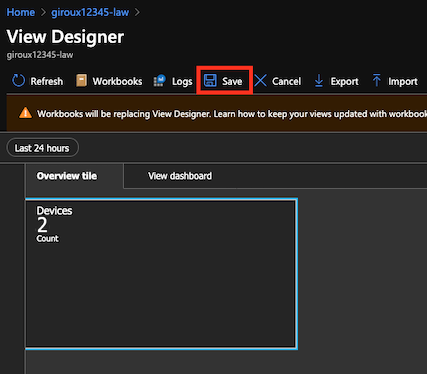 Home > giroux12345-law >
View Designer
giroux12345-law
Refresh Workbooks Logs Save Cancel Export Import
Workbooks will be replacing View Designer. Learn how to keep your views updated with workbook
Last 24 hours
Overview tile View dashboard
Devices
2
Count